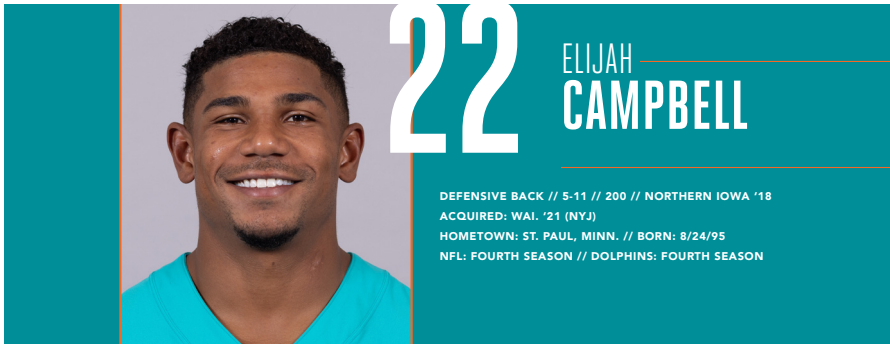 22
ELIJAH
CAMPBELL
DEFENSIVE BACK // 5-11 // 200 // NORTHERN IOWA ’18
ACQUIRED: WAI. ’21 (NYJ)
HOMETOWN: ST. PAUL, MINN. // BORN: 8/24/95
NFL: FOURTH SEASON // DOLPHINS: FOURTH SEASON